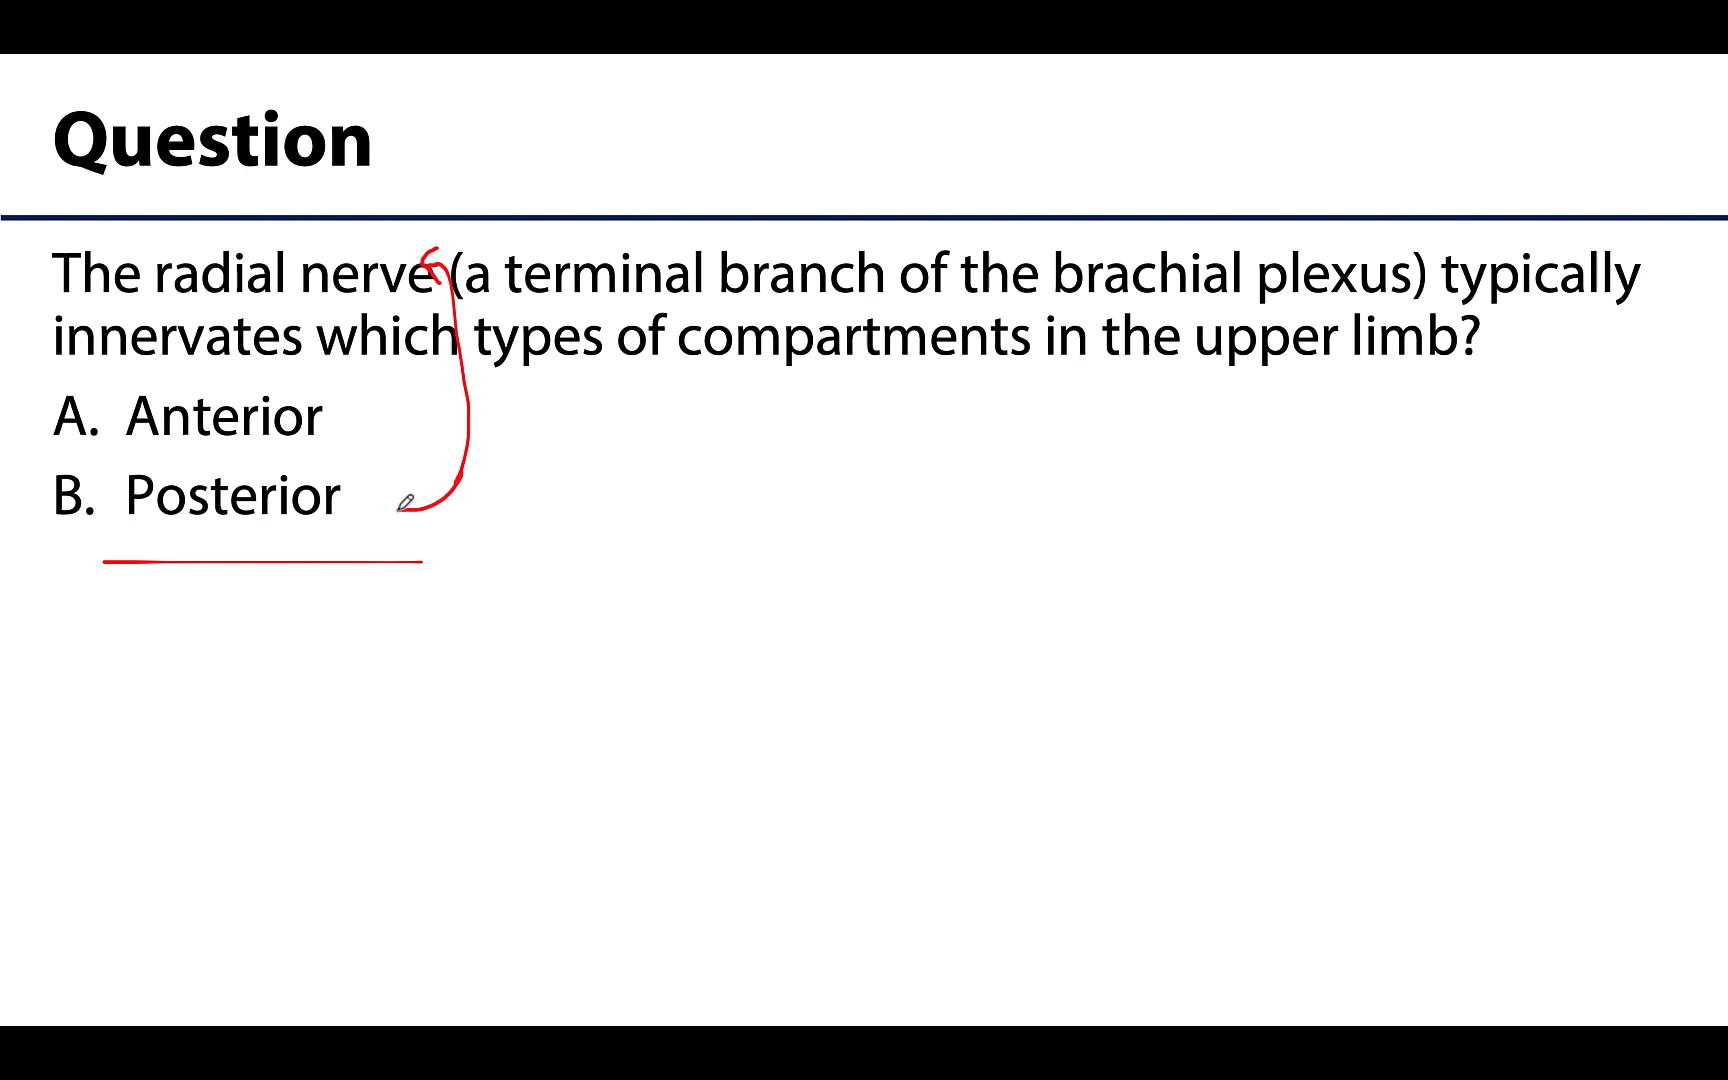 Question
The radial nerve (a terminal branch of the brachial plexus) typically
innervates which types of compartments in the upper limb?
A. Anterior
B. Posterior